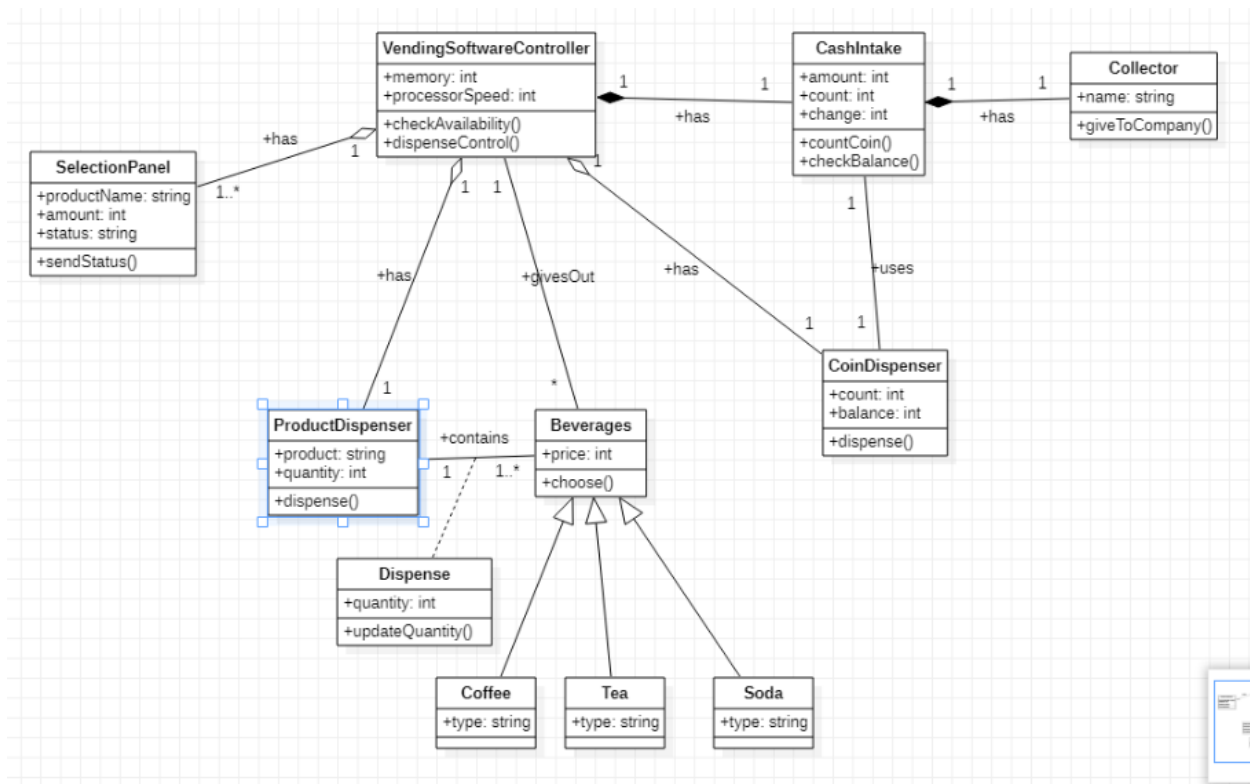 VendingSoftwareController
+memory: int
+processorSpeed: int
+checkAvailability()
+dispenseControl()
CashIntake
+amount: int
+count: int
+change: int
+countCoin()
+checkBalance()
Collector
+name: string
+giveToCompany()
1
1
+has
1
1
+has
+has
1
1..*
SelectionPanel
+productName: string
+amount: int
+status: string
+sendStatus()
1
1
1
1
+has
+givesOut
+has
+uses
1
*
1
1
CoinDispenser
+count: int
+balance: int
+dispense()
ProductDispenser
+product: string
+quantity: int
+dispense()
+contains
1
1..*
Beverages
+price: int
+choose()
Dispense
+quantity: int
+updateQuantity()
Coffee
+type: string
Tea
+type: string
Soda
+type: string